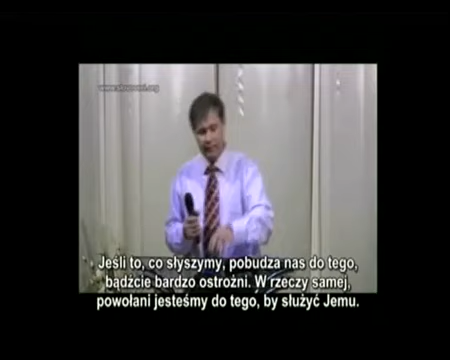 Jeśli to, co słyszymy, pobudza nas do tego,
bądźcie bardzo ostrożni. W rzeczy samej,
powołani jesteśmy do tego, by służyć Jemu.